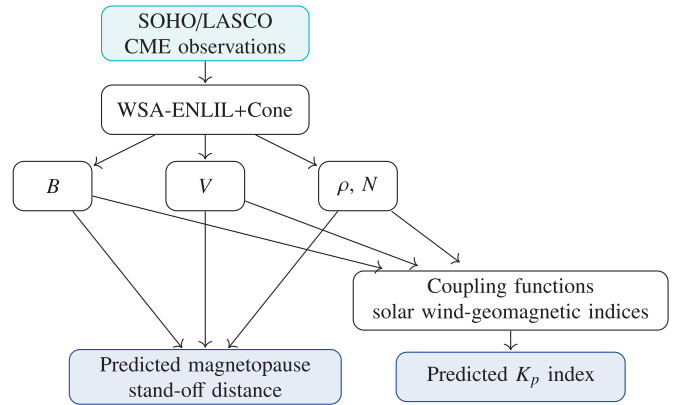 SOHO/LASCO
CME observations
WSA-ENLIL+Cone
B
V
ρ, N
Coupling functions
solar wind-geomagnetic indices
Predicted magnetopause
stand-off distance
Predicted Kp index